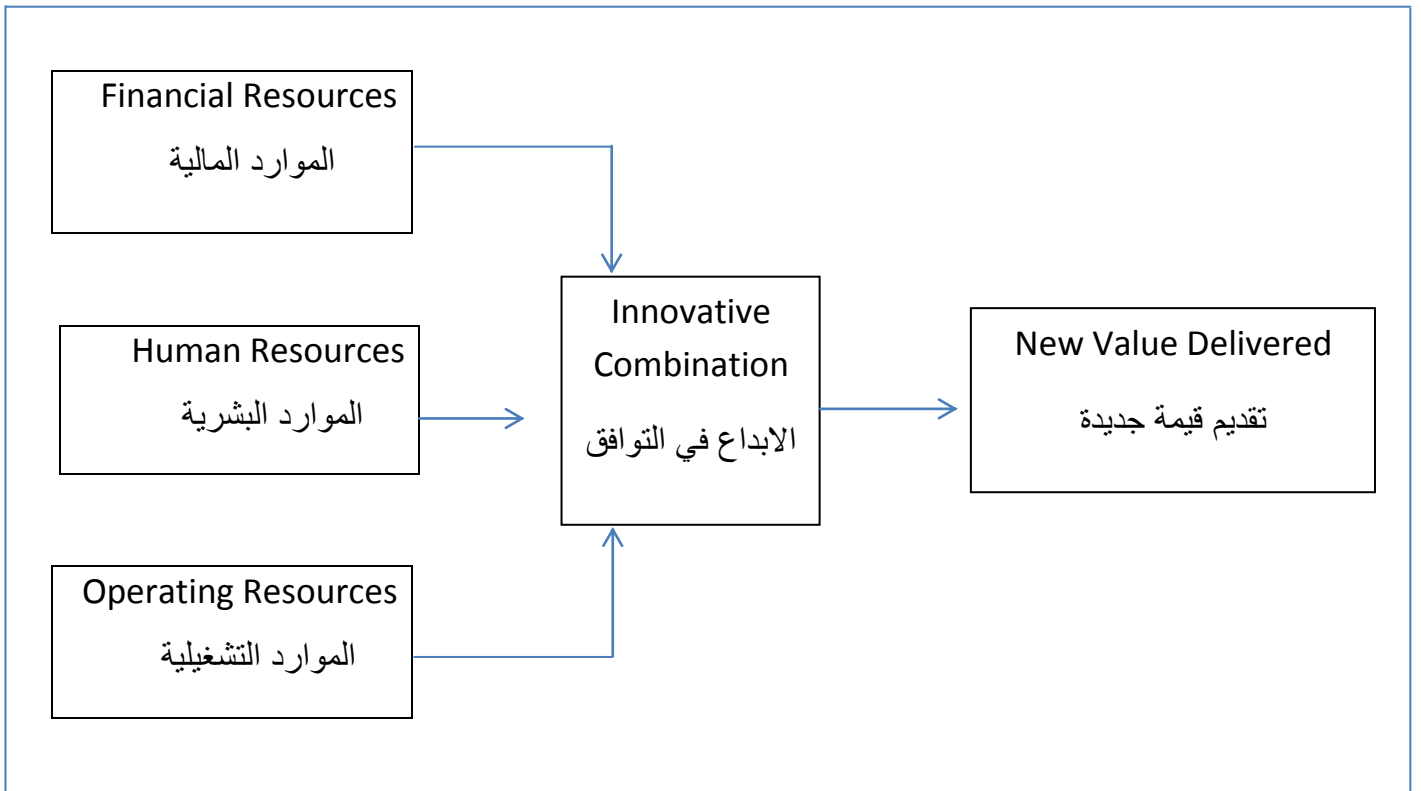 Financial Resources
الموارد المالية
Human Resources
الموارد البشرية
Operating Resources
الموارد التشغيلية
Innovative
Combination
الابداع في التوافق
New Value Delivered
تقديم قيمة جديدة